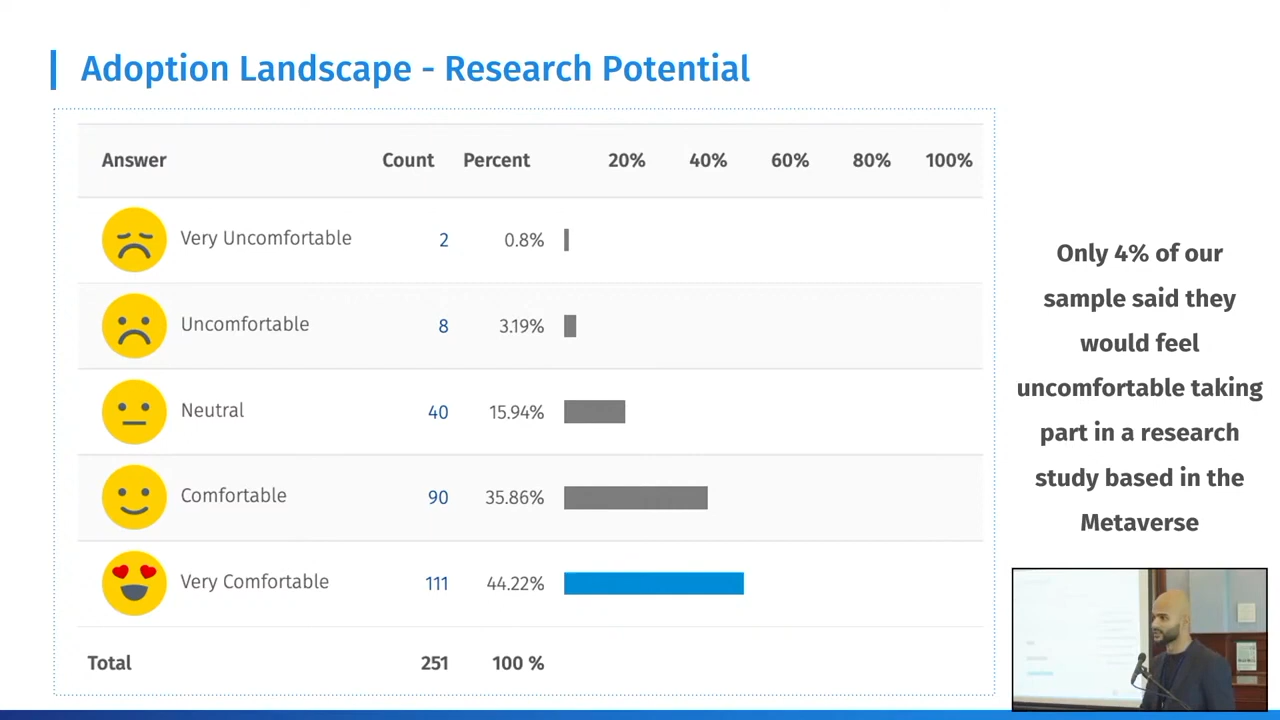 Adoption Landscape - Research Potential
Answer Count Percent 20% 40% 60% 80% 100%
Very Uncomfortable 2 0.8%
Uncomfortable 8 3.19%
Neutral 40 15.94%
Comfortable 90 35.86%
Very Comfortable 111 44.22%
Total 251 100 %
Only 4% of our
sample said they
would feel
uncomfortable taking
part in a research
study based in the
Metaverse